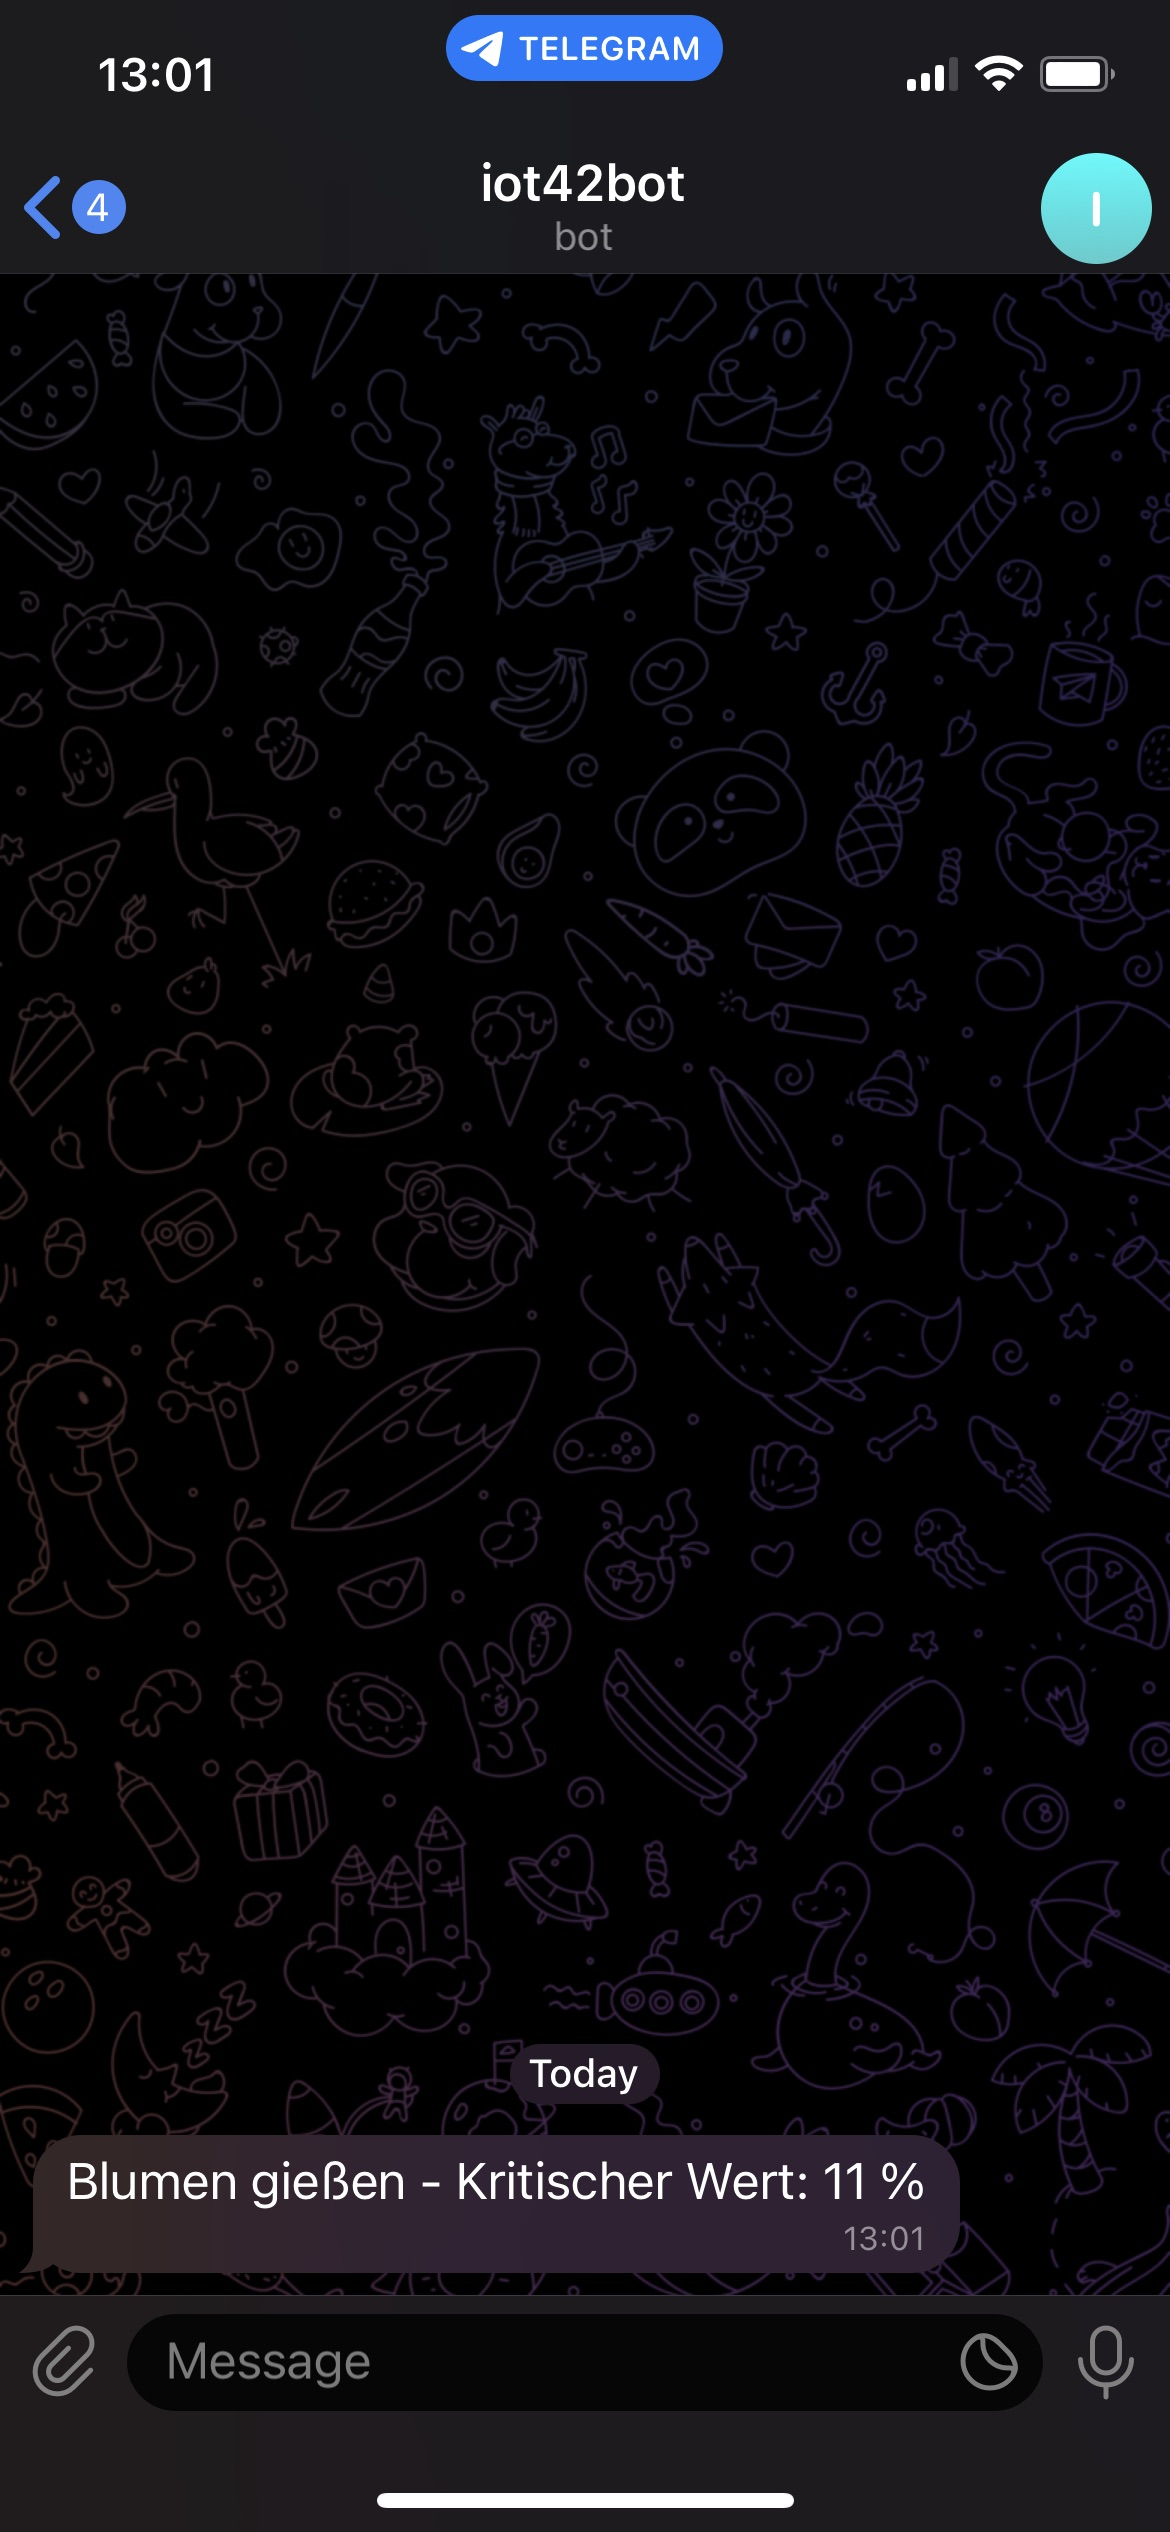 13:01
TELEGRAM
4
iot42bot
bot
I
Today
Blumen gießen - Kritischer Wert: 11 %
13:01
Message